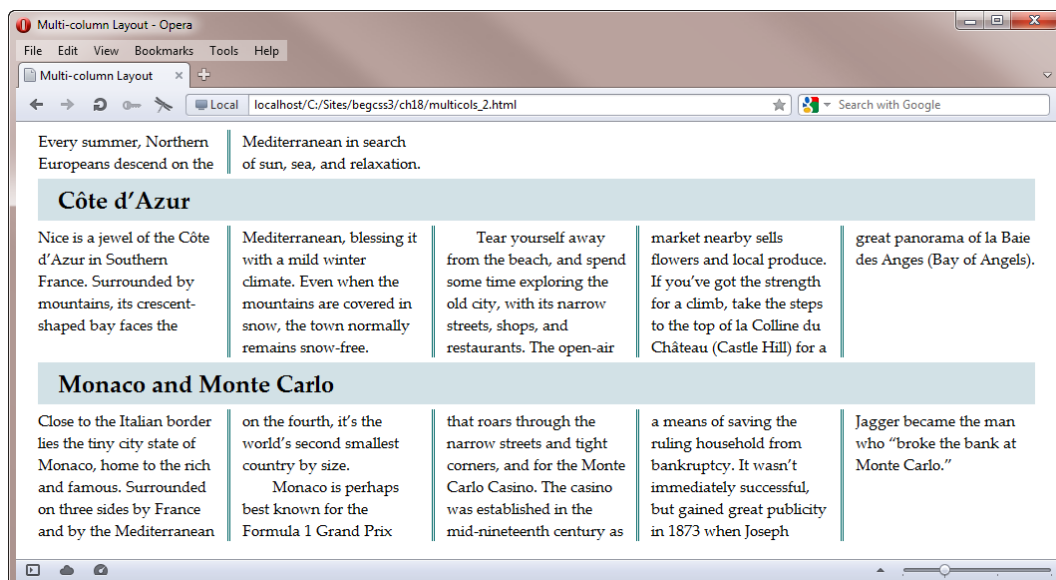 Multi-column Layout - Opera
File Edit View Bookmarks Tools Help
Multi-column Layout
Local localhost/C:/Sites/begcss3/ch18/multicols_2.html Search with Google
Every summer, Northern
Europeans descend on the
Mediterranean in search
of sun, sea, and relaxation.
Côte d’Azur
Nice is a jewel of the Côte
d’Azur in Southern
France. Surrounded by
mountains, its crescent-
shaped bay faces the
Mediterranean, blessing it
with a mild winter
climate. Even when the
mountains are covered in
snow, the town normally
remains snow-free.
Tear yourself away
from the beach, and spend
some time exploring the
old city, with its narrow
streets, shops, and
restaurants. The open-air
market nearby sells
flowers and local produce.
If you’ve got the strength
for a climb, take the steps
to the top of la Colline du
Château (Castle Hill) for a
great panorama of la Baie
des Anges (Bay of Angels).
Monaco and Monte Carlo
Close to the Italian border
lies the tiny city state of
Monaco, home to the rich
and famous. Surrounded
on three sides by France
and by the Mediterranean
on the fourth, it’s the
world’s second smallest
country by size.
Monaco is perhaps
best known for the
Formula 1 Grand Prix
that roars through the
narrow streets and tight
corners, and for the Monte
Carlo Casino. The casino
was established in the
mid-nineteenth century as
a means of saving the
ruling household from
bankruptcy. It wasn’t
immediately successful,
but gained great publicity
in 1873 when Joseph
Jagger became the man
who “broke the bank at
Monte Carlo.”